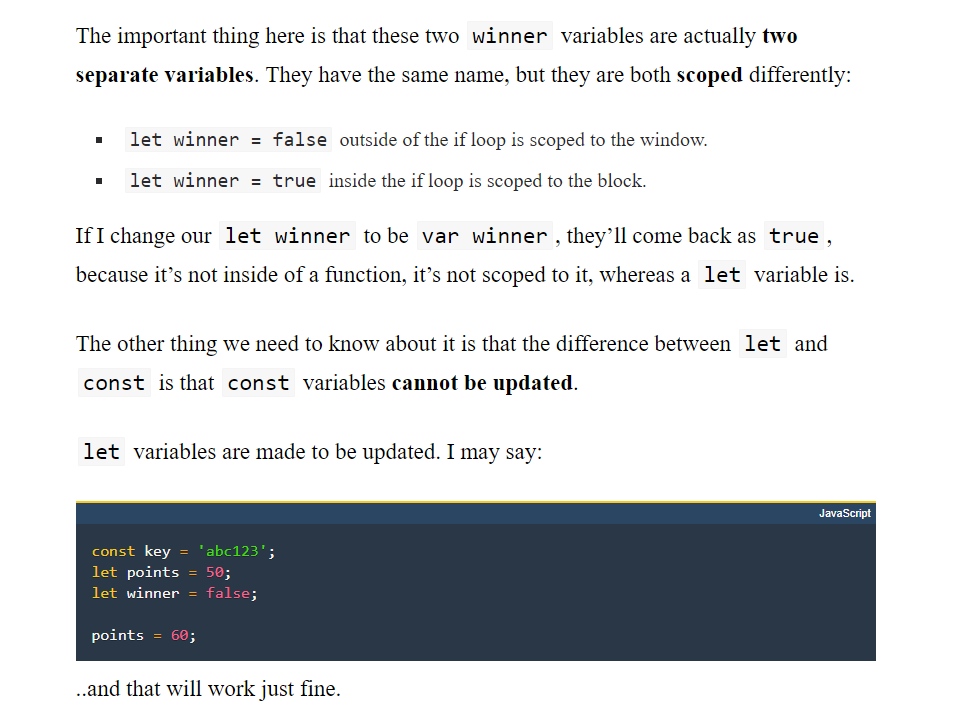 The important thing here is that these two winner variables are actually two
separate variables. They have the same name, but they are both scoped differently:
▪ let winner = false outside of the if loop is scoped to the window.
▪ let winner = true inside the if loop is scoped to the block.
If I change our let winner to be var winner , they’ll come back as true ,
because it’s not inside of a function, it’s not scoped to it, whereas a let variable is.
The other thing we need to know about it is that the difference between let and
const is that const variables cannot be updated.
let variables are made to be updated. I may say:
JavaScript
const key = 'abc123';
let points = 50;
let winner = false;
points = 60;
..and that will work just fine.